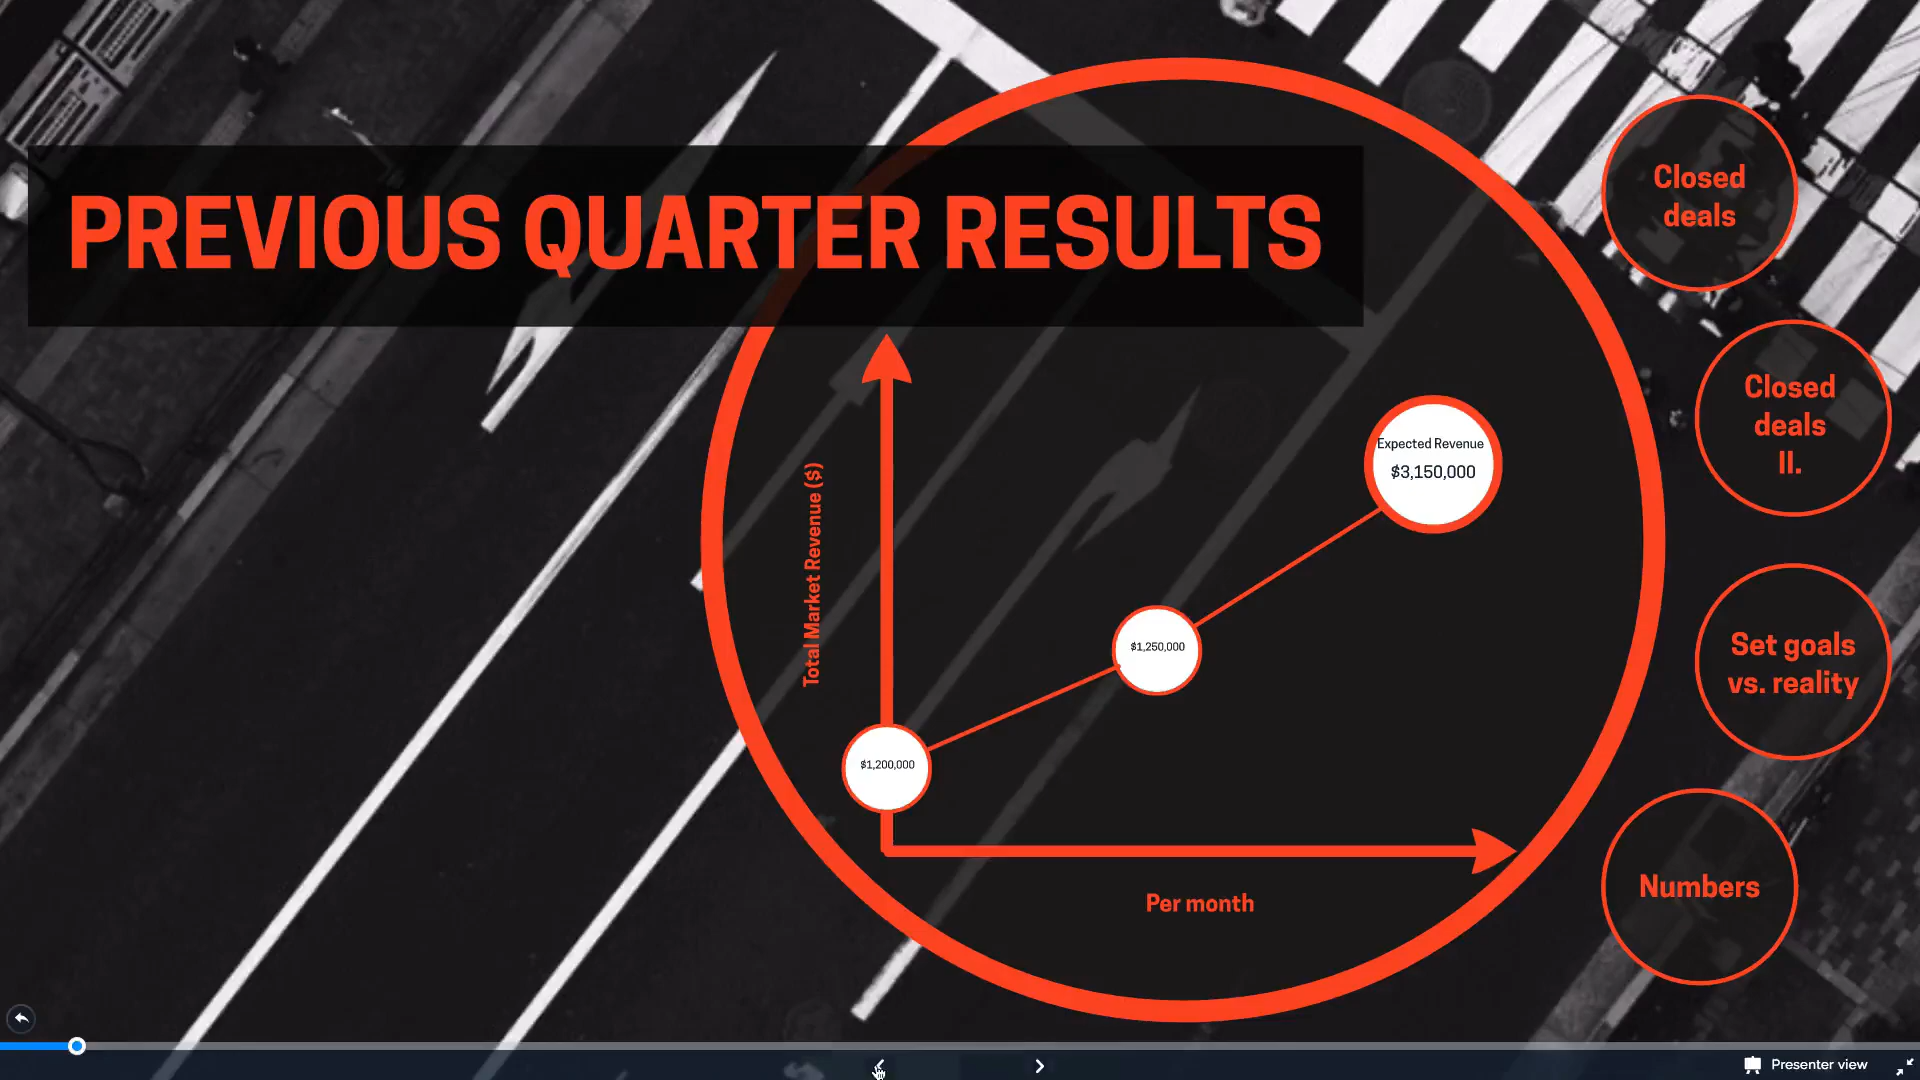 PREVIOUS QUARTER RESULTS
Closed
deals
Closed
deals
II.
Set goals
vs. reality
Numbers
Total Market Revenue ($)
Expected Revenue
$3,150,000
$1,250,000
$1,200,000
Per month
Presenter view